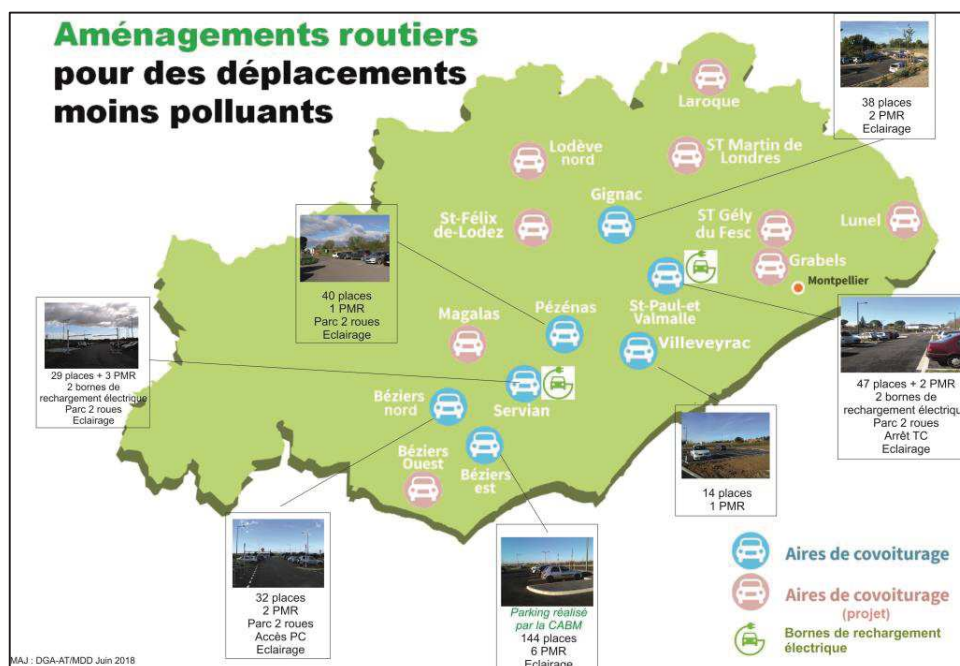 Aménagements routiers
pour des déplacements
moins polluants
Laroque
38 places
2 PMR
Eclairage
Lodève
nord
ST Martin de
Londres
Gignac
St-Félix
de-Lodez
ST Gély
du Fesc
Lunel
Grabels
Montpellier
40 places
1 PMR
Parc 2 roues
Eclairage
Magalas
Pézénas
St-Paul-et
Valmalle
Villeveyrac
29 places + 3 PMR
2 bornes de
rechargement électrique
Parc 2 roues
Eclairage
47 places + 2 PMR
2 bornes de
rechargement électrique
Parc 2 roues
Arrêt TC
Eclairage
Béziers
nord
Servian
Béziers
Ouest
Béziers
est
14 places
1 PMR
32 places
2 PMR
Parc 2 roues
Accès PC
Eclairage
Parking réalisé
par la CABM
144 places
6 PMR
Eclairage
Aires de covoiturage
Aires de covoiturage
(projet)
Bornes de rechargement
électrique
MAJ : DGA-AT/MDD Juin 2018